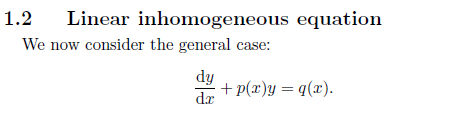 1.2 Linear inhomogeneous equation
We now consider the general case:
dy/dx + p(x)y = q(x).